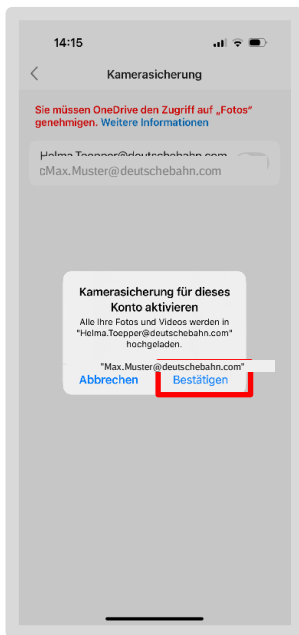 14:15
Kamerasicherung
Sie müssen OneDrive den Zugriff auf „Fotos“
genehmigen. Weitere Informationen
Helma.Toepper@deutschebahn.com
cMax.Muster@deutschebahn.com
Kamerasicherung für dieses
Konto aktivieren
Alle Ihre Fotos und Videos werden in
"Helma.Toepper@deutschebahn.com"
hochgeladen.
"Max.Muster@deutschebahn.com"
Abbrechen Bestätigen